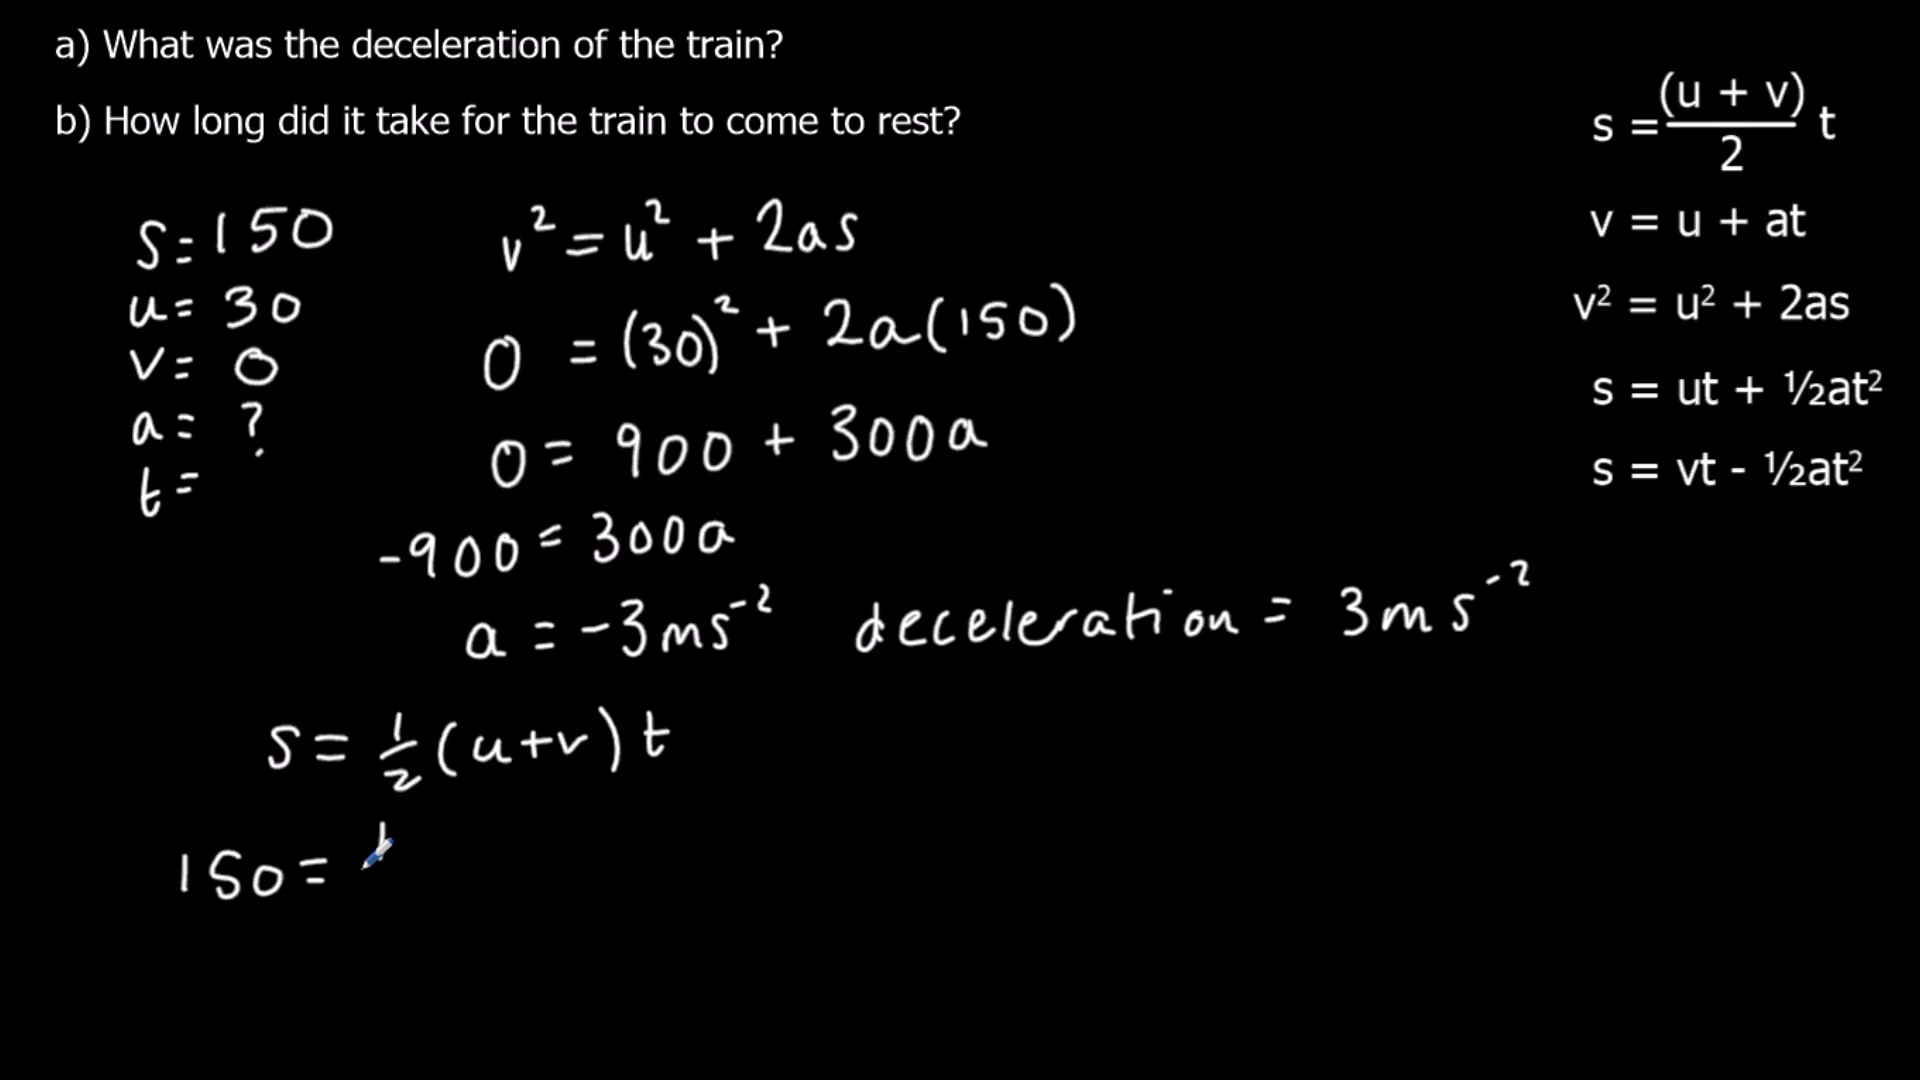 a) What was the deceleration of the train?
b) How long did it take for the train to come to rest?
s = (u + v)/2 t
v = u + at
v² = u² + 2as
s = ut + ½at²
s = vt - ½at²
s = 150
u = 30
v = 0
a = ?
t =
v² = u² + 2as
0 = (30)² + 2a(150)
0 = 900 + 300a
-900 = 300a
a = -3ms⁻² deceleration = 3ms⁻²
s = ½(u+v)t
150 =